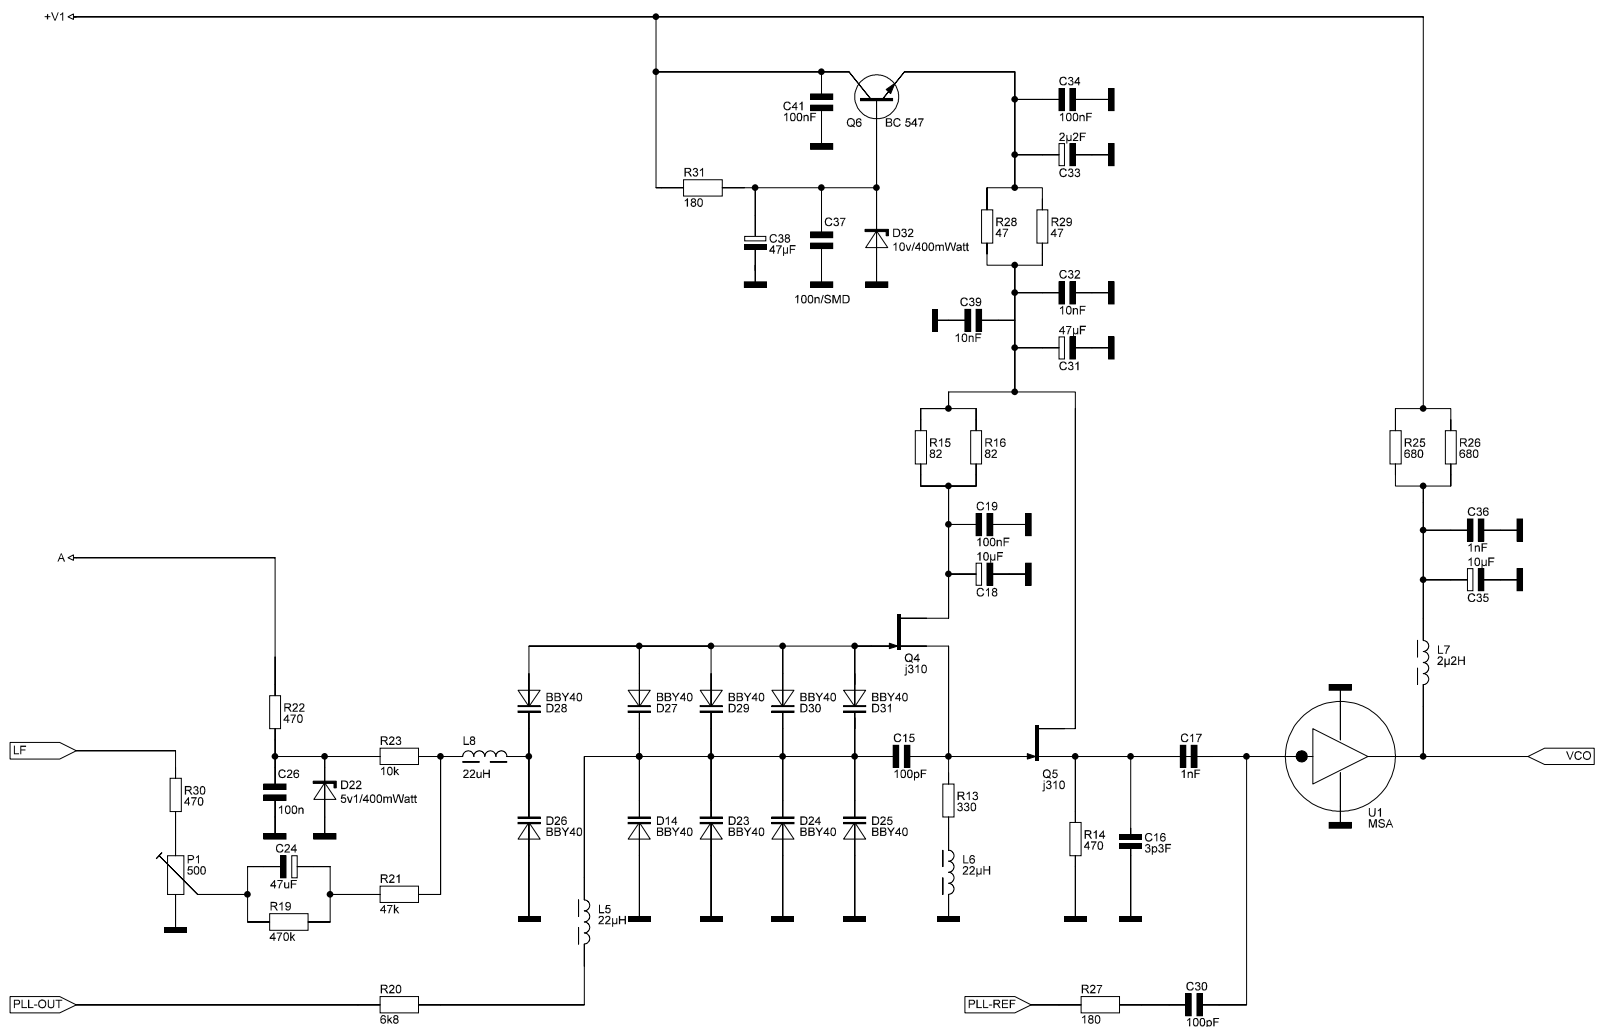 +V1
C34
100nF
C41
100nF
Q6
BC 547
2µ2F
C33
R31
180
C38
47µF
C37
100n/SMD
D32
10v/400mWatt
R28
47
R29
47
C32
10nF
C39
10nF
47µF
C31
R15
82
R16
82
R25
680
R26
680
C19
100nF
10µF
C18
C36
1nF
10µF
C35
A
L7
2µ2H
Q4
j310
BBY40
D28
BBY40
D27
BBY40
D29
BBY40
D30
BBY40
D31
R22
470
LF
R23
10k
L8
22uH
C15
100pF
C17
1nF
VCO
Q5
j310
C26
100n
D22
5v1/400mWatt
R30
470
R13
330
U1
MSA
D26
BBY40
D14
BBY40
D23
BBY40
D24
BBY40
D25
BBY40
R14
470
C16
3p3F
P1
500
C24
47uF
L6
22µH
R21
47k
R19
470k
L5
22µH
PLL-OUT
R20
6k8
PLL-REF
R27
180
C30
100pF